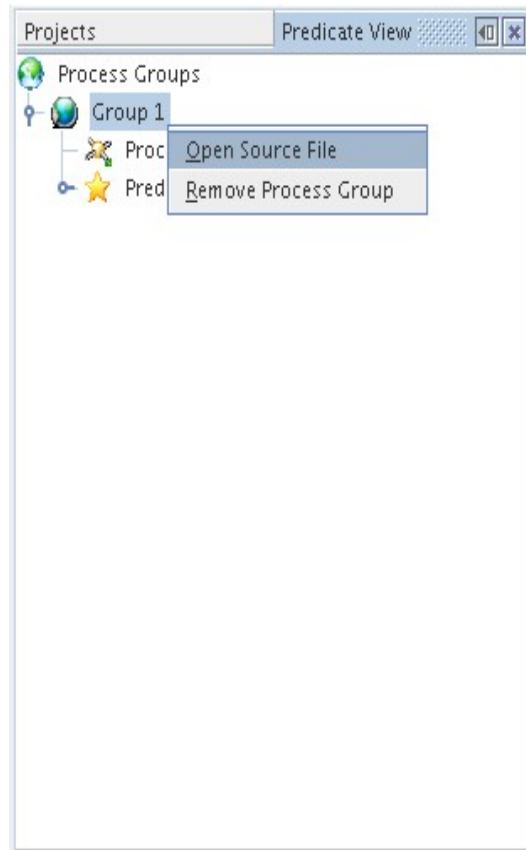 Projects
Predicate View
Process Groups
Group 1
Proc
Open Source File
Pred
Remove Process Group